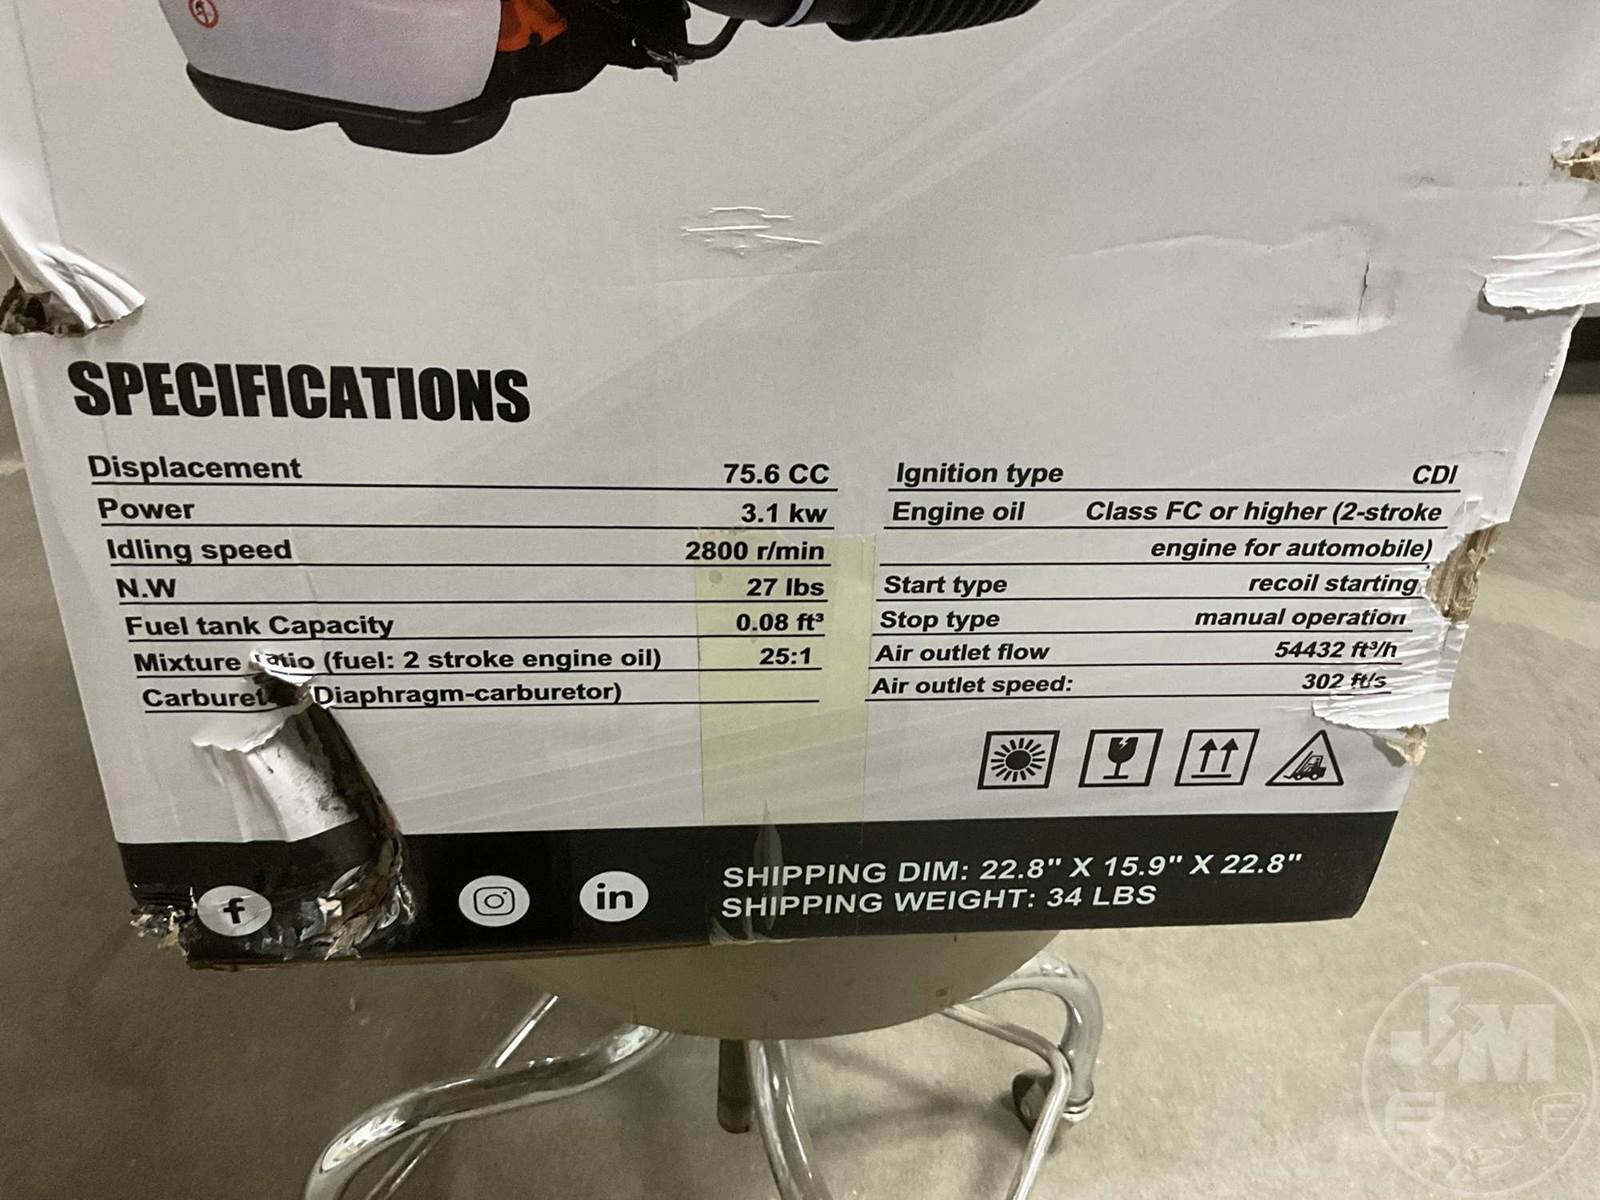 SPECIFICATIONS
Displacement 75.6 CC
Power 3.1 kw
Idling speed 2800 r/min
N.W 27 lbs
Fuel tank Capacity 0.08 ft³
Mixture ratio (fuel: 2 stroke engine oil) 25:1
(Diaphragm-carburetor)
Ignition type CDI
Engine oil Class FC or higher (2-stroke
engine for automobile)
Start type recoil starting
Stop type manual operation
Air outlet flow 54432 ft³/h
Air outlet speed: 302 ft/s
f
in
SHIPPING DIM: 22.8" X 15.9" X 22.8"
SHIPPING WEIGHT: 34 LBS
J M